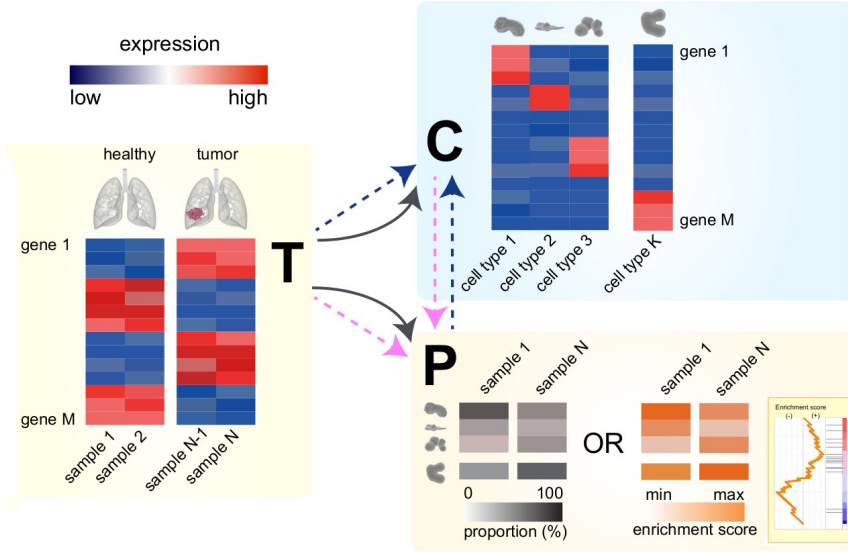 expression
low high
healthy tumor
gene 1
T
gene M
sample 1 sample 2 sample N-1 sample N
C
gene 1
gene M
cell type 1 cell type 2 cell type 3 cell type K
P
sample 1 sample N
0 100
proportion (%)
OR
sample 1 sample N
min max
enrichment score
Enrichment score
(-) (+)